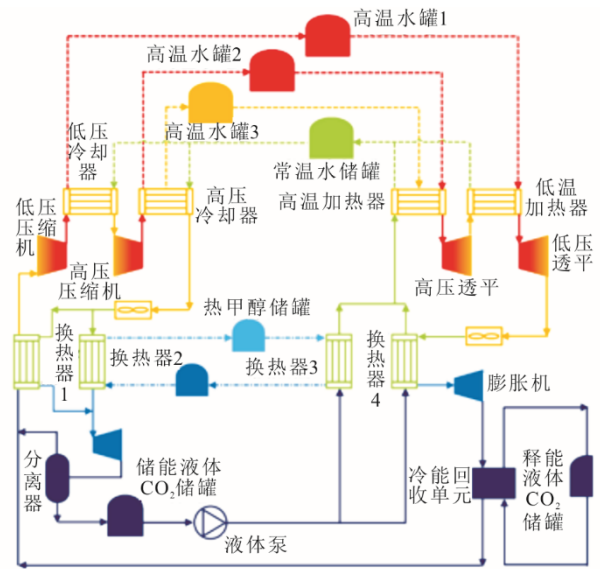 高温水罐1
高温水罐2
高温水罐3
低压
冷却
器
常温水储罐
高压
冷却器
高温加热器
低温
加热器
低压
压缩
机
高压
压缩机
高压透平
低压
透平
热甲醇储罐
换
热
器
1
换热器2
换热器3
换
热
器
4
膨胀机
分
离
器
储能液体
CO₂储罐
液体泵
冷能回
收单元
释能
液体
CO₂
储罐